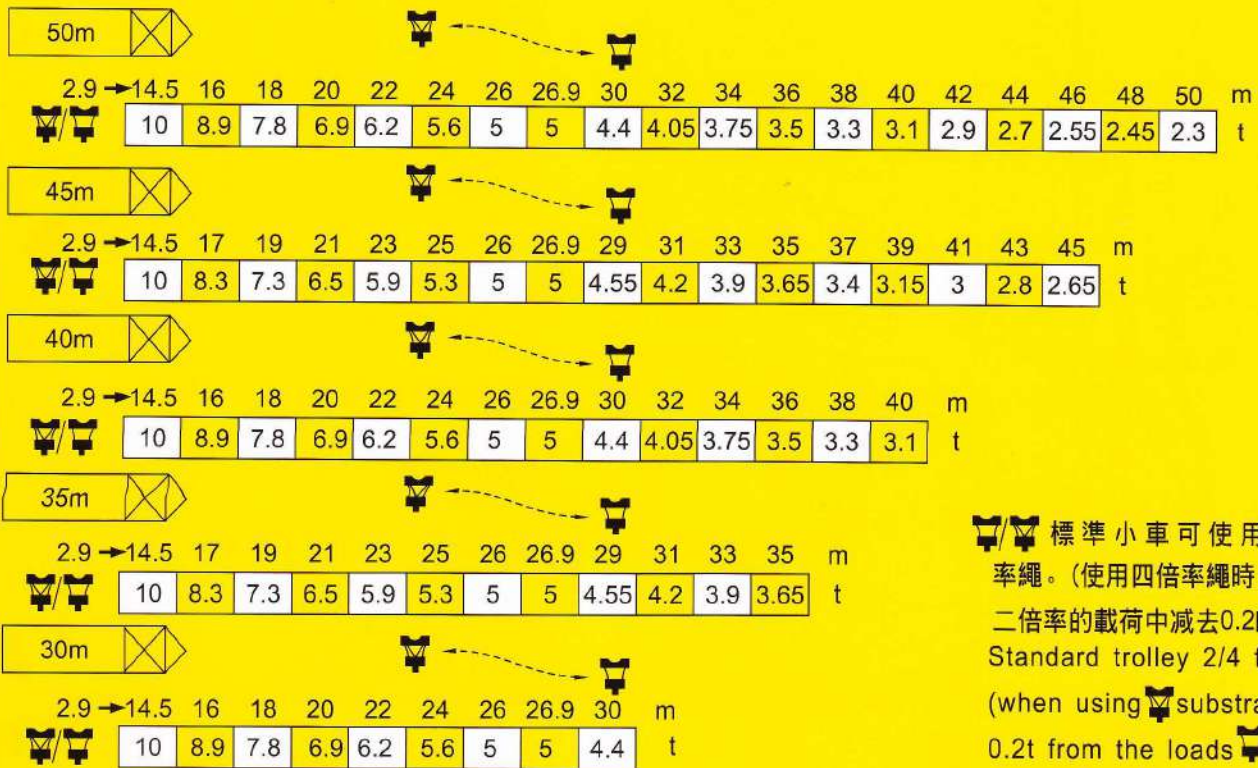 50m
2.9 → 14.5 16 18 20 22 24 26 26.9 30 32 34 36 38 40 42 44 46 48 50 m
10 8.9 7.8 6.9 6.2 5.6 5 5 4.4 4.05 3.75 3.5 3.3 3.1 2.9 2.7 2.55 2.45 2.3 t
45m
2.9 → 14.5 17 19 21 23 25 26 26.9 29 31 33 35 37 39 41 43 45 m
10 8.3 7.3 6.5 5.9 5.3 5 5 4.55 4.2 3.9 3.65 3.4 3.15 3 2.8 2.65 t
40m
2.9 → 14.5 16 18 20 22 24 26 26.9 30 32 34 36 38 40 m
10 8.9 7.8 6.9 6.2 5.6 5 5 4.4 4.05 3.75 3.5 3.3 3.1 t
35m
2.9 → 14.5 17 19 21 23 25 26 26.9 29 31 33 35 m
10 8.3 7.3 6.5 5.9 5.3 5 5 4.55 4.2 3.9 3.65 t
30m
2.9 → 14.5 16 18 20 22 24 26 26.9 30 m
10 8.9 7.8 6.9 6.2 5.6 5 5 4.4 t
標準小車可使用
率繩。(使用四倍率繩時
二倍率的載荷中减去0.2
Standard trolley 2/4
(when using substra
0.2t from the loads